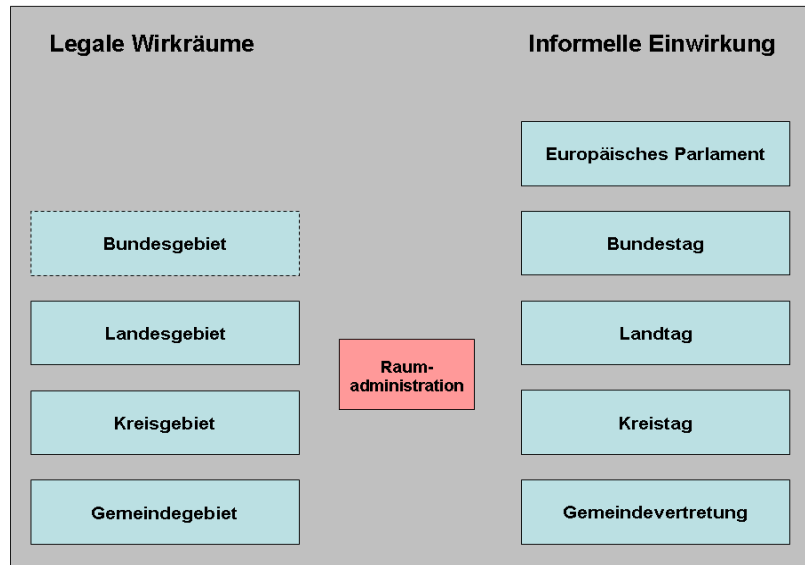 Legale Wirkräume
Informelle Einwirkung
Europäisches Parlament
Bundesgebiet
Bundestag
Landesgebiet
Landtag
Raum-
administration
Kreisgebiet
Kreistag
Gemeindegebiet
Gemeindevertretung